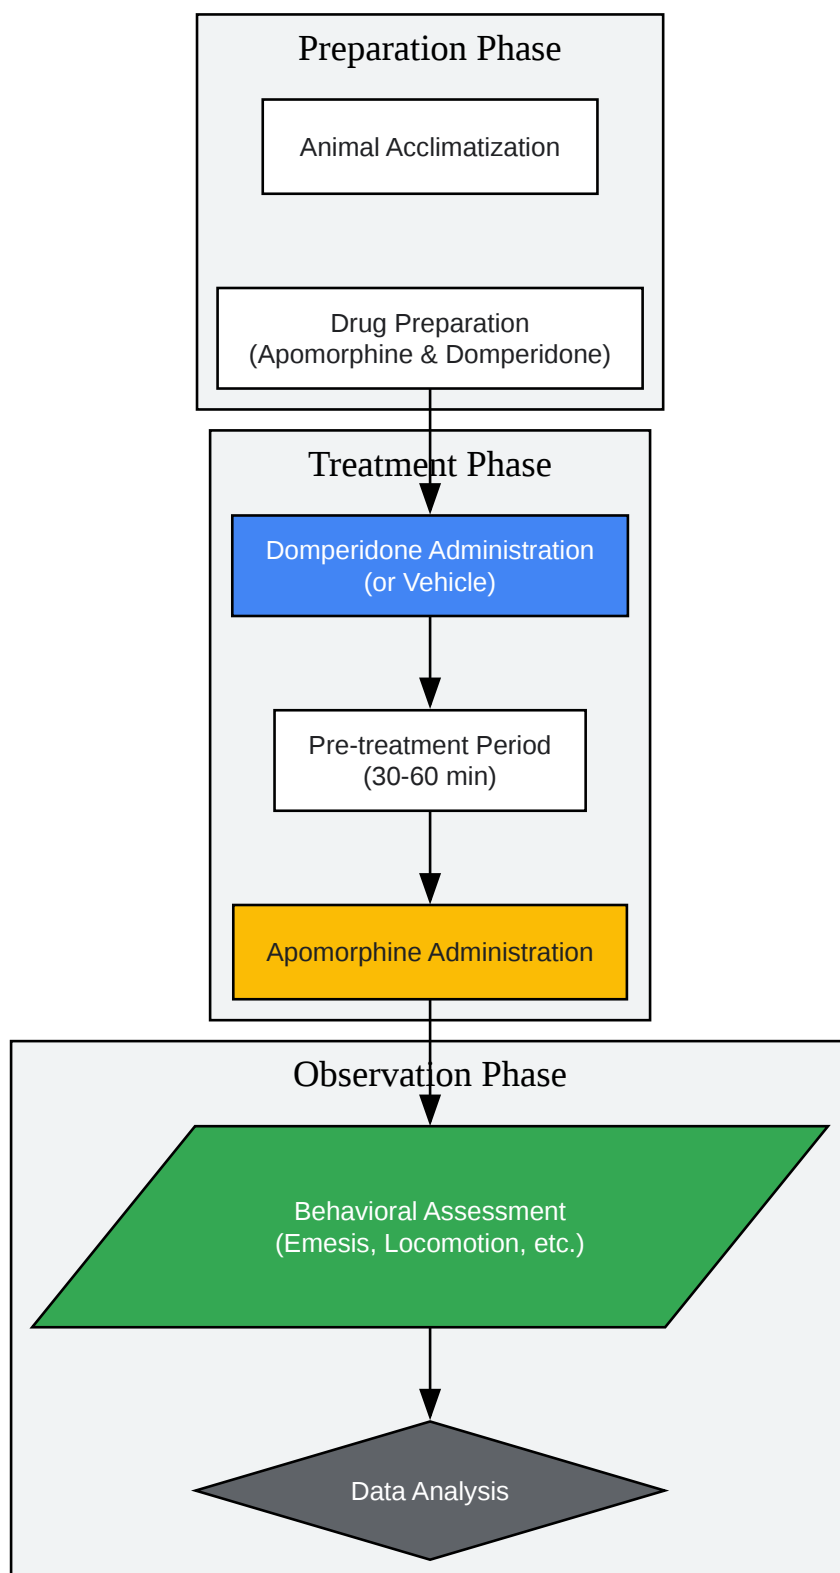 Preparation Phase
Animal Acclimatization
Drug Preparation
(Apomorphine & Domperidone)
Treatment Phase
Domperidone Administration
(or Vehicle)
Pre-treatment Period
(30-60 min)
Apomorphine Administration
Observation Phase
Behavioral Assessment
(Emesis, Locomotion, etc.)
Data Analysis